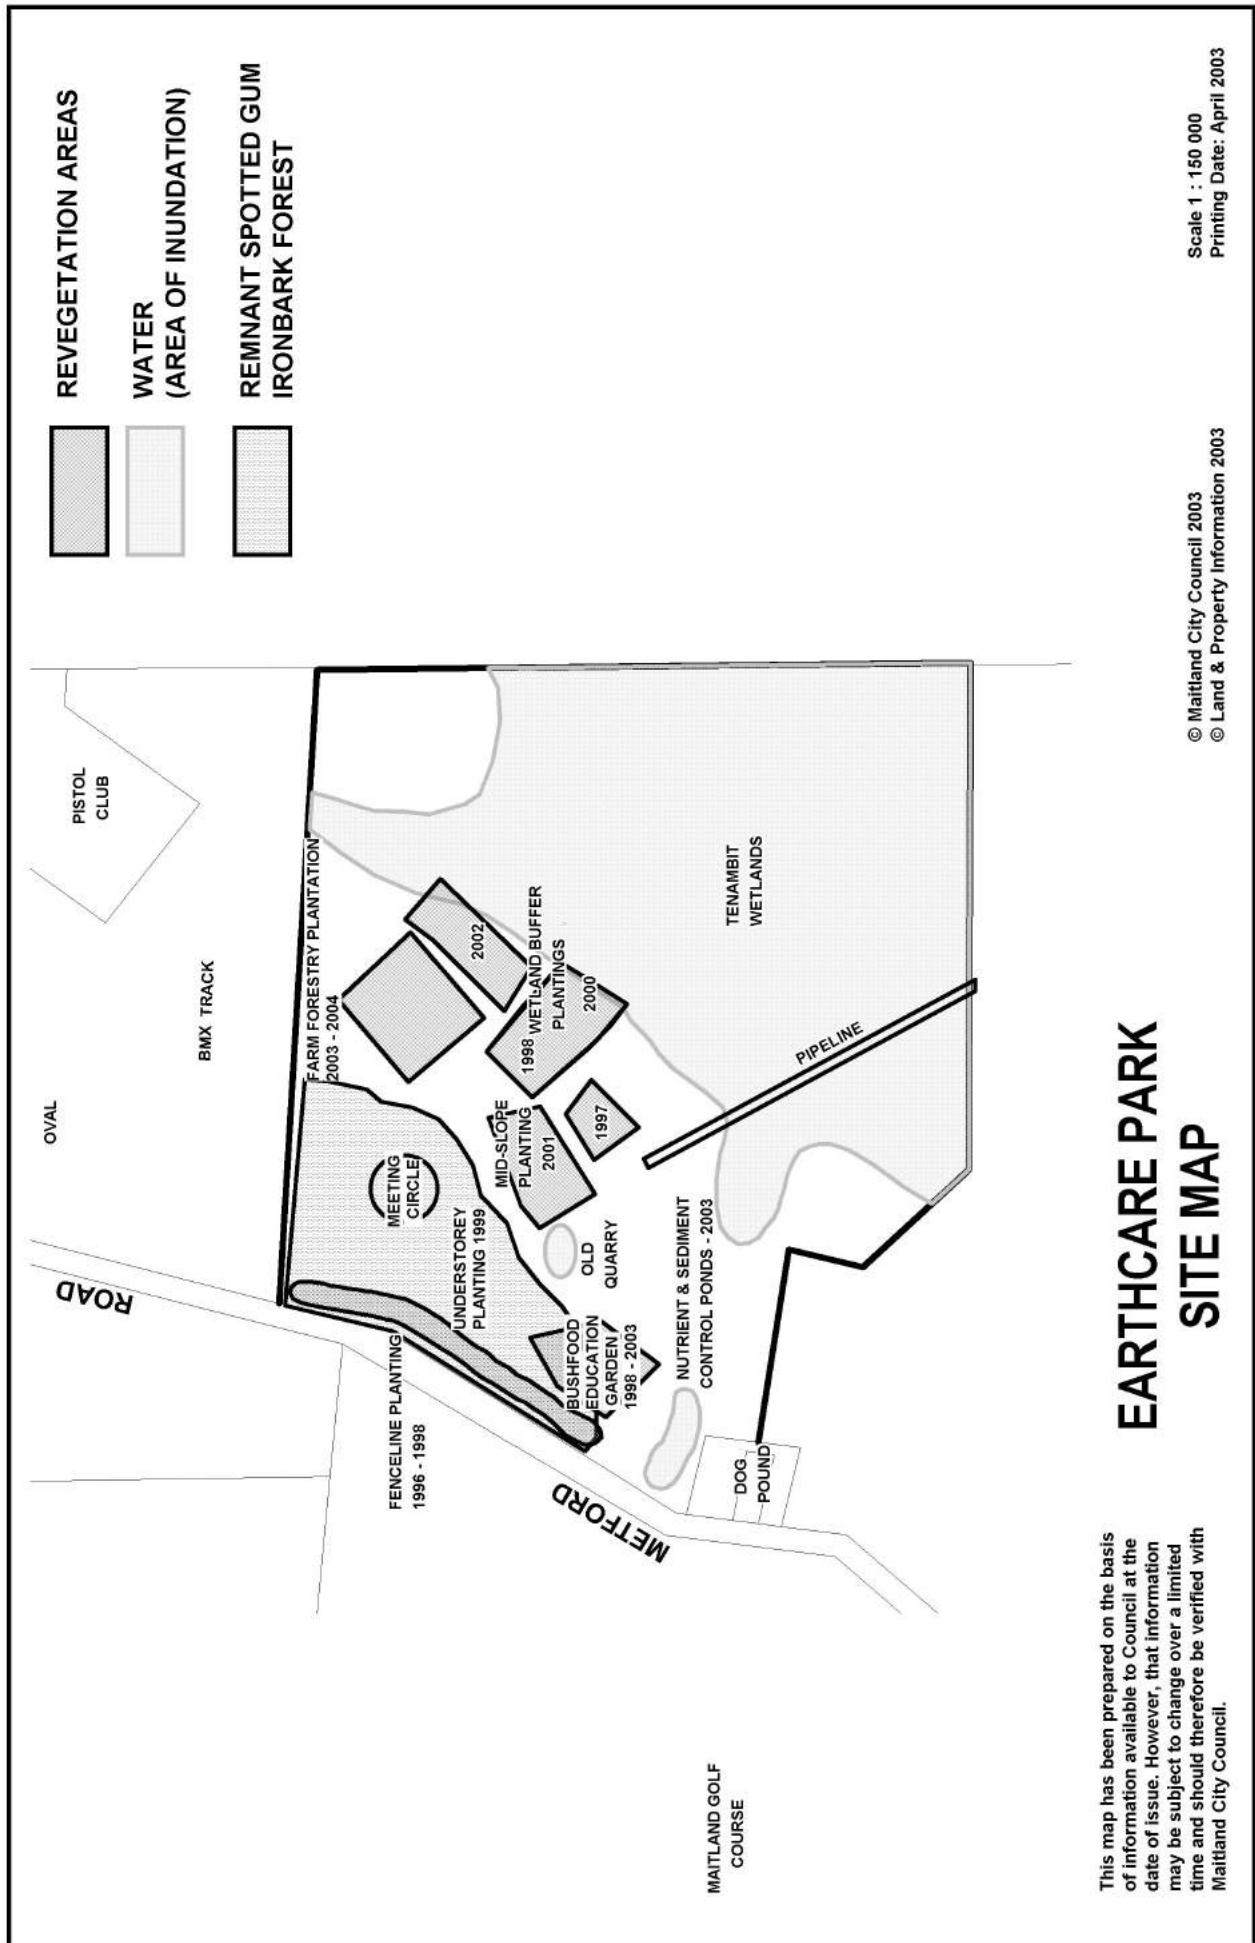 REVEGETATION AREAS
WATER
(AREA OF INUNDATION)
REMNANT SPOTTED GUM
IRONBARK FOREST
PISTOL
CLUB
OVAL
BMX TRACK
ROAD
FARM FORESTRY PLANTATION
2003 - 2004
MEETING
CIRCLE
FENCELINE PLANTING
1996 - 1998
UNDERSTOREY
PLANTING 1999
2002
1998 WETLAND BUFFER
PLANTINGS
2000
MID-SLOPE
PLANTING
2001
1997
OLD
QUARRY
BUSHFOOD
EDUCATION
GARDEN
1998 - 2003
METFORD
NUTRIENT & SEDIMENT
CONTROL PONDS - 2003
DOG
POUND
TENAMBIT
WETLANDS
PIPELINE
MAITLAND GOLF
COURSE
This map has been prepared on the basis
of information available to Council at the
date of issue. However, that information
may be subject to change over a limited
time and should therefore be verified with
Maitland City Council.
EARTHCARE PARK
SITE MAP
© Maitland City Council 2003
© Land & Property Information 2003
Scale 1 : 150 000
Printing Date: April 2003